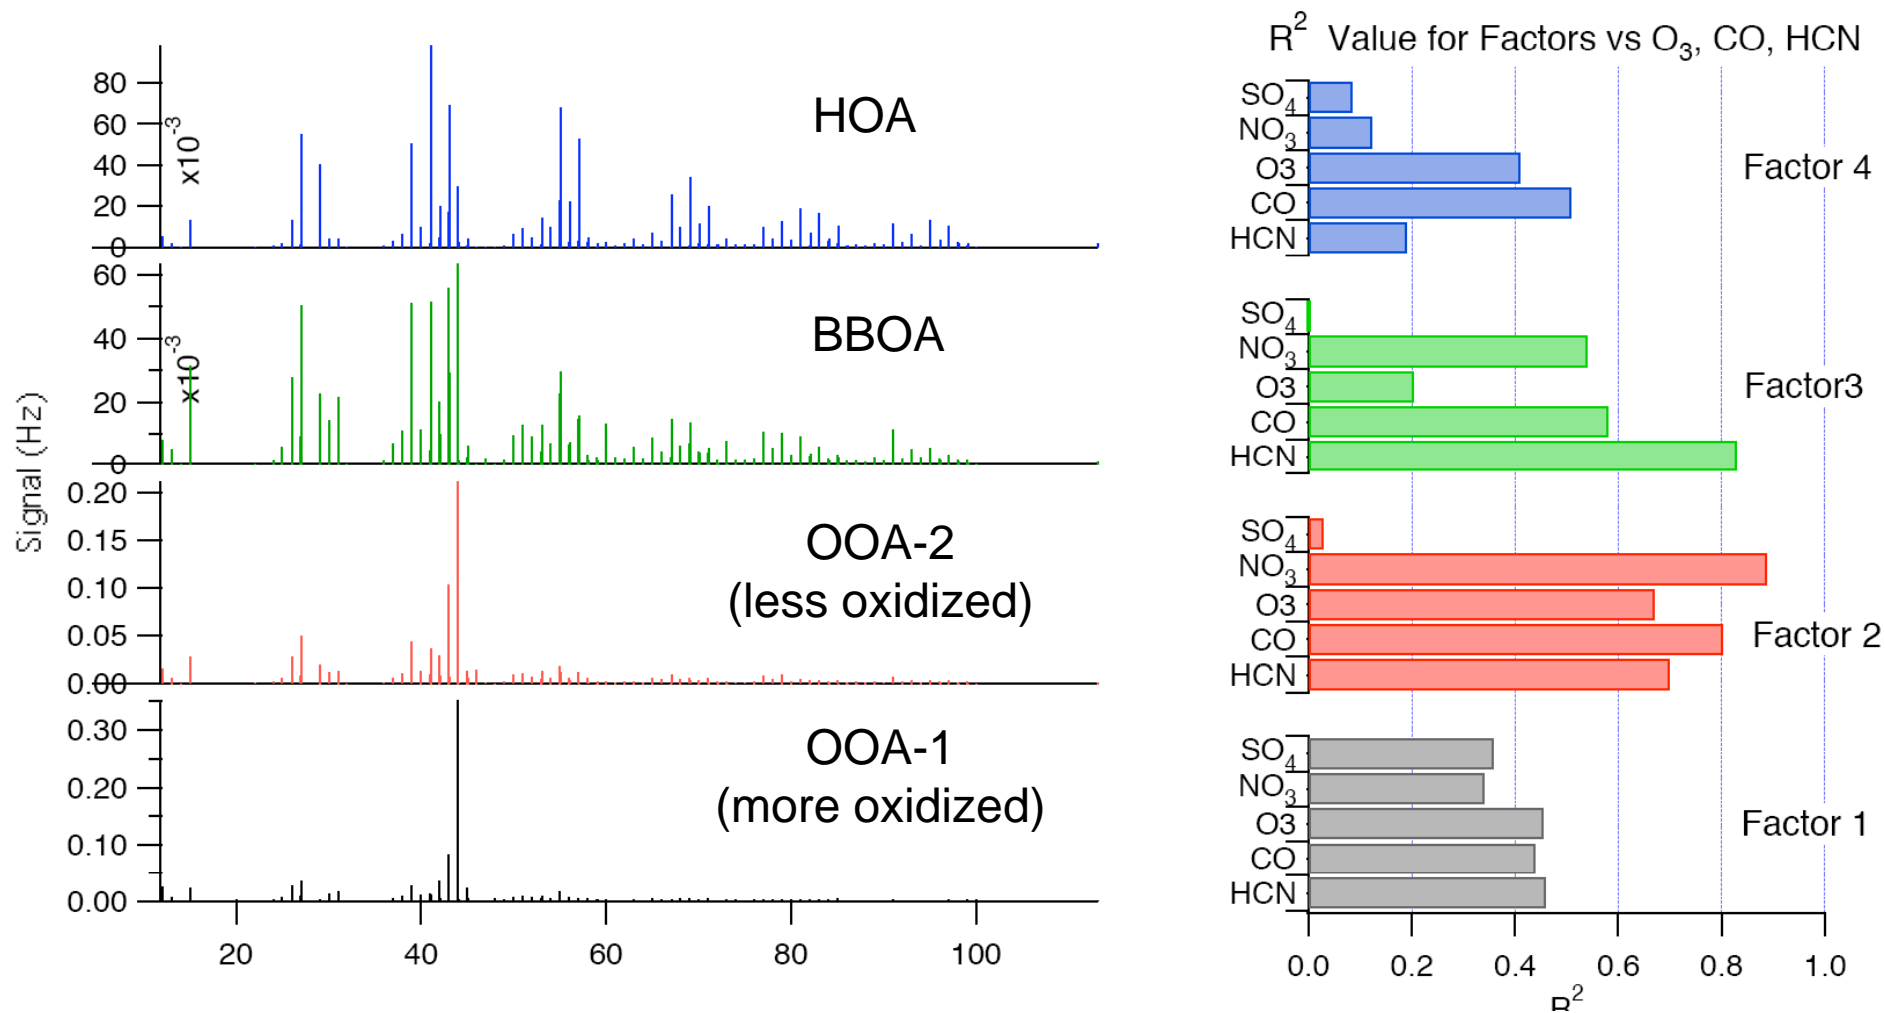 R2 Value for Factors vs O3, CO, HCN
Signal (Hz)
80
60
40
20
0
x10-3
HOA
60
40
20
0
x10-3
BBOA
0.20
0.15
0.10
0.05
0.00
OOA-2
(less oxidized)
0.30
0.20
0.10
0.00
OOA-1
(more oxidized)
20 40 60 80 100
SO4
NO3
O3
CO
HCN
Factor 4
SO4
NO3
O3
CO
HCN
Factor3
SO4
NO3
O3
CO
HCN
Factor 2
SO4
NO3
O3
CO
HCN
Factor 1
0.0 0.2 0.4 0.6 0.8 1.0
R2